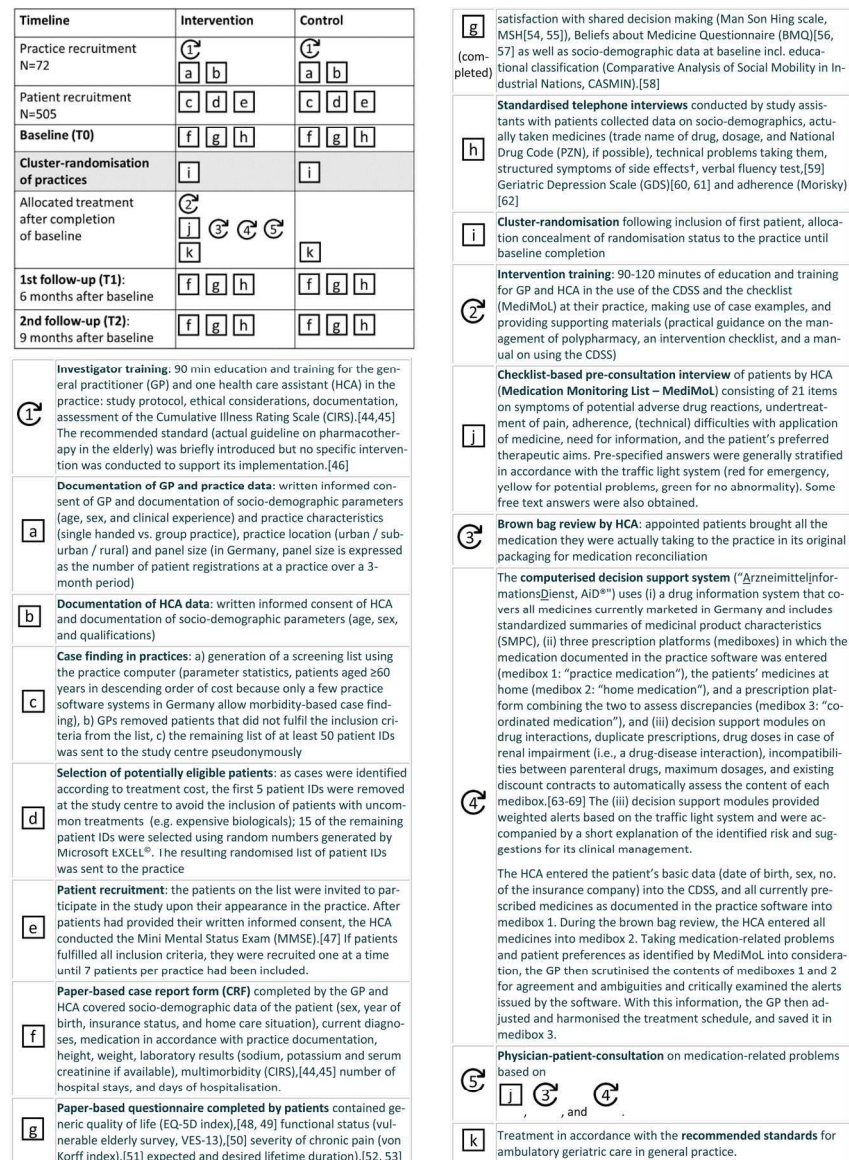 Timeline Intervention Control
Practice recruitment
N=72
1 1
a b a b
Patient recruitment
N=505
c d e c d e
Baseline (T0) f g h f g h
Cluster-randomisation
of practices
i i
Allocated treatment
after completion
of baseline
2
j 3 4 5
k k
1st follow-up (T1):
6 months after baseline
f g h f g h
2nd follow-up (T2):
9 months after baseline
f g h f g h
1
Investigator training: 90 min education and training for the gen-
eral practitioner (GP) and one health care assistant (HCA) in the
practice: study protocol, ethical considerations, documentation,
assessment of the Cumulative Illness Rating Scale (CIRS).[44,45]
The recommended standard (actual guideline on pharmacother-
apy in the elderly) was briefly introduced but no specific interven-
tion was conducted to support its implementation.[46]
a
Documentation of GP and practice data: written informed con-
sent of GP and documentation of socio-demographic parameters
(age, sex, and clinical experience) and practice characteristics
(single handed vs. group practice), practice location (urban / sub-
urban / rural) and panel size (in Germany, panel size is expressed
as the number of patient registrations at a practice over a 3-
month period)
b
Documentation of HCA data: written informed consent of HCA
and documentation of socio-demographic parameters (age, sex,
and qualifications)
c
Case finding in practices: a) generation of a screening list using
the practice computer (parameter statistics, patients aged ≥60
years in descending order of cost because only a few practice
software systems in Germany allow morbidity-based case find-
ing), b) GPs removed patients that did not fulfil the inclusion cri-
teria from the list, c) the remaining list of at least 50 patient IDs
was sent to the study centre pseudonymously
d
Selection of potentially eligible patients: as cases were identified
according to treatment cost, the first 5 patient IDs were removed
at the study centre to avoid the inclusion of patients with uncom-
mon treatments (e.g. expensive biologicals); 15 of the remaining
patient IDs were selected using random numbers generated by
Microsoft EXCEL©. The resulting randomised list of patient IDs
was sent to the practice
e
Patient recruitment: the patients on the list were invited to par-
ticipate in the study upon their appearance in the practice. After
patients had provided their written informed consent, the HCA
conducted the Mini Mental Status Exam (MMSE).[47] If patients
fulfilled all inclusion criteria, they were recruited one at a time
until 7 patients per practice had been included.
f
Paper-based case report form (CRF) completed by the GP and
HCA covered socio-demographic data of the patient (sex, year of
birth, insurance status, and home care situation), current diagno-
ses, medication in accordance with practice documentation,
height, weight, laboratory results (sodium, potassium and serum
creatinine if available), multimorbidity (CIRS),[44,45] number of
hospital stays, and days of hospitalisation.
g
Paper-based questionnaire completed by patients contained ge-
neric quality of life (EQ-5D index),[48, 49] functional status (vul-
nerable elderly survey, VES-13),[50] severity of chronic pain (von
Korff index),[51] expected and desired lifetime duration),[52, 53]
g
(com-
pleted)
satisfaction with shared decision making (Man Son Hing scale,
MSH[54, 55]), Beliefs about Medicine Questionnaire (BMQ)[56,
57] as well as socio-demographic data at baseline incl. educa-
tional classification (Comparative Analysis of Social Mobility in In-
dustrial Nations, CASMIN).[58]
h
Standardised telephone interviews conducted by study assis-
tants with patients collected data on socio-demographics, actu-
ally taken medicines (trade name of drug, dosage, and National
Drug Code (PZN), if possible), technical problems taking them,
structured symptoms of side effects†, verbal fluency test,[59]
Geriatric Depression Scale (GDS)[60, 61] and adherence (Morisky)
[62]
i
Cluster-randomisation following inclusion of first patient, alloca-
tion concealment of randomisation status to the practice until
baseline completion
2
Intervention training: 90-120 minutes of education and training
for GP and HCA in the use of the CDSS and the checklist
(MediMoL) at their practice, making use of case examples, and
providing supporting materials (practical guidance on the man-
agement of polypharmacy, an intervention checklist, and a man-
ual on using the CDSS)
j
Checklist-based pre-consultation interview of patients by HCA
(Medication Monitoring List – MediMoL) consisting of 21 items
on symptoms of potential adverse drug reactions, undertreat-
ment of pain, adherence, (technical) difficulties with application
of medicine, need for information, and the patient's preferred
therapeutic aims. Pre-specified answers were generally stratified
in accordance with the traffic light system (red for emergency,
yellow for potential problems, green for no abnormality). Some
free text answers were also obtained.
3
Brown bag review by HCA: appointed patients brought all the
medication they were actually taking to the practice in its original
packaging for medication reconciliation
4
The computerised decision support system ("Arzneimittelinfor-
mationsDienst, AiD®") uses (i) a drug information system that co-
vers all medicines currently marketed in Germany and includes
standardized summaries of medicinal product characteristics
(SMPC), (ii) three prescription platforms (mediboxes) in which the
medication documented in the practice software was entered
(medibox 1: "practice medication"), the patients' medicines at
home (medibox 2: "home medication"), and a prescription plat-
form combining the two to assess discrepancies (medibox 3: "co-
ordinated medication"), and (iii) decision support modules on
drug interactions, duplicate prescriptions, drug doses in case of
renal impairment (i.e., a drug-disease interaction), incompatibili-
ties between parenteral drugs, maximum dosages, and existing
discount contracts to automatically assess the content of each
medibox.[63-69] The (iii) decision support modules provided
weighted alerts based on the traffic light system and were ac-
companied by a short explanation of the identified risk and sug-
gestions for its clinical management.
The HCA entered the patient's basic data (date of birth, sex, no.
of the insurance company) into the CDSS, and all currently pre-
scribed medicines as documented in the practice software into
medibox 1. During the brown bag review, the HCA entered all
medicines into medibox 2. Taking medication-related problems
and patient preferences as identified by MediMoL into considera-
tion, the GP then scrutinised the contents of mediboxes 1 and 2
for agreement and ambiguities and critically examined the alerts
issued by the software. With this information, the GP then ad-
justed and harmonised the treatment schedule, and saved it in
medibox 3.
5
Physician-patient-consultation on medication-related problems
based on
j , 3 , and 4 .
k
Treatment in accordance with the recommended standards for
ambulatory geriatric care in general practice.